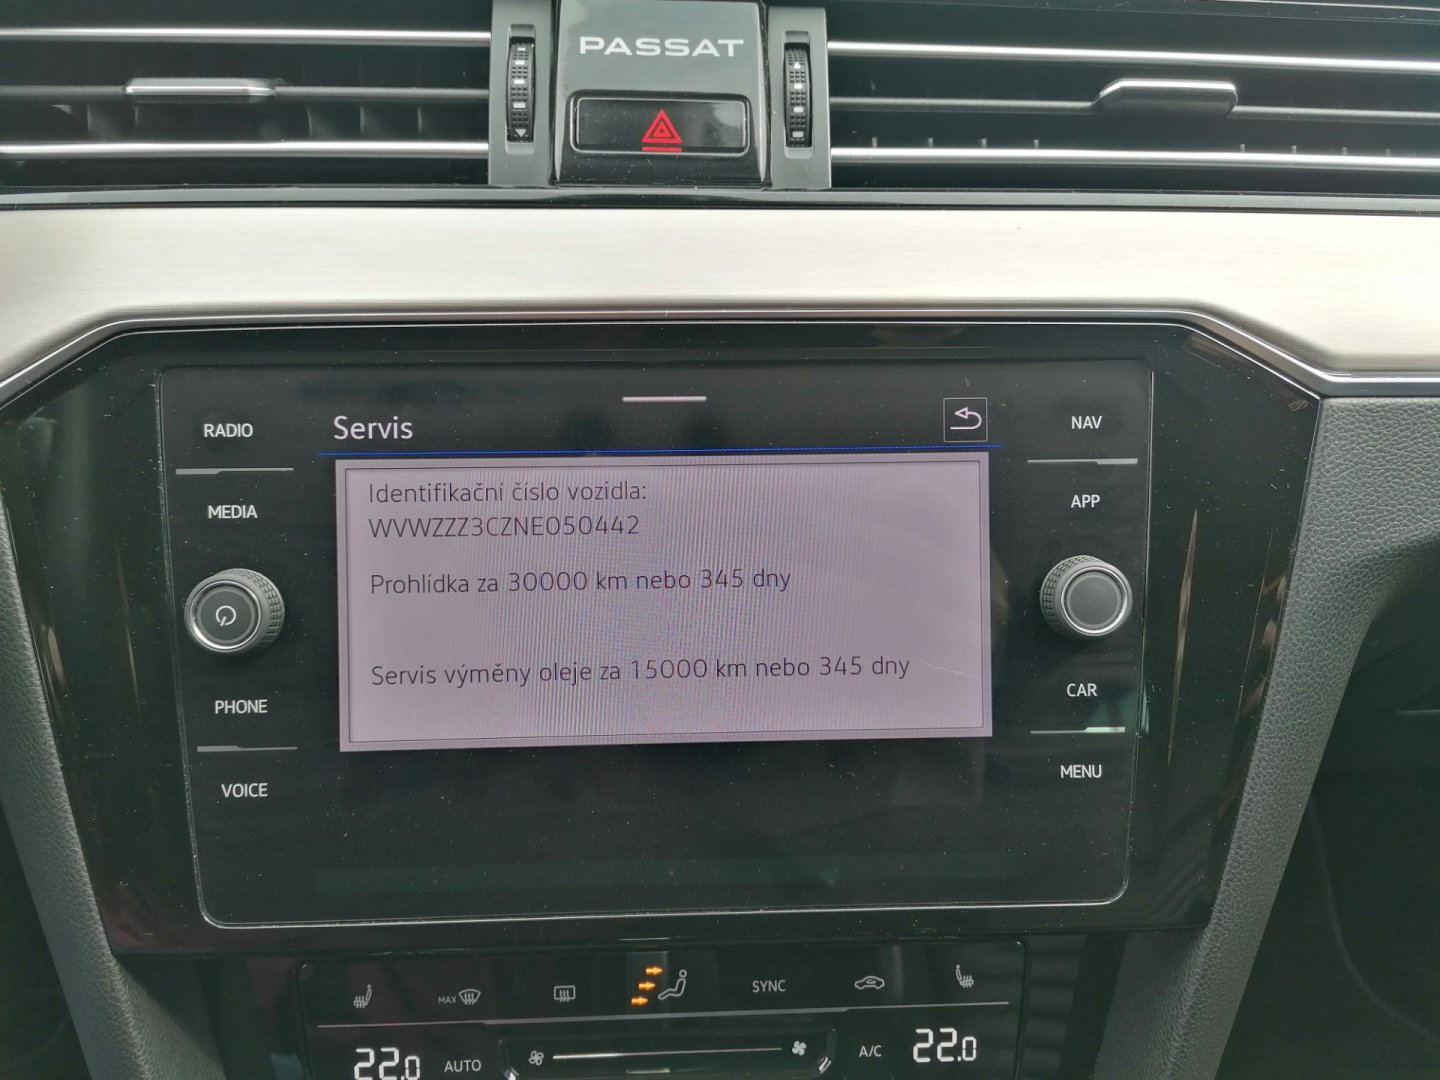 PASSAT
RADIO
Servis
NAV
MEDIA
Identifikační číslo vozidla:
WVWZZZ3CZNE050442
APP
Prohlídka za 30000 km nebo 345 dny
Servis výměny oleje za 15000 km nebo 345 dny
PHONE
CAR
VOICE
MENU
MAX
SYNC
22.0
AUTO
A/C
22.0